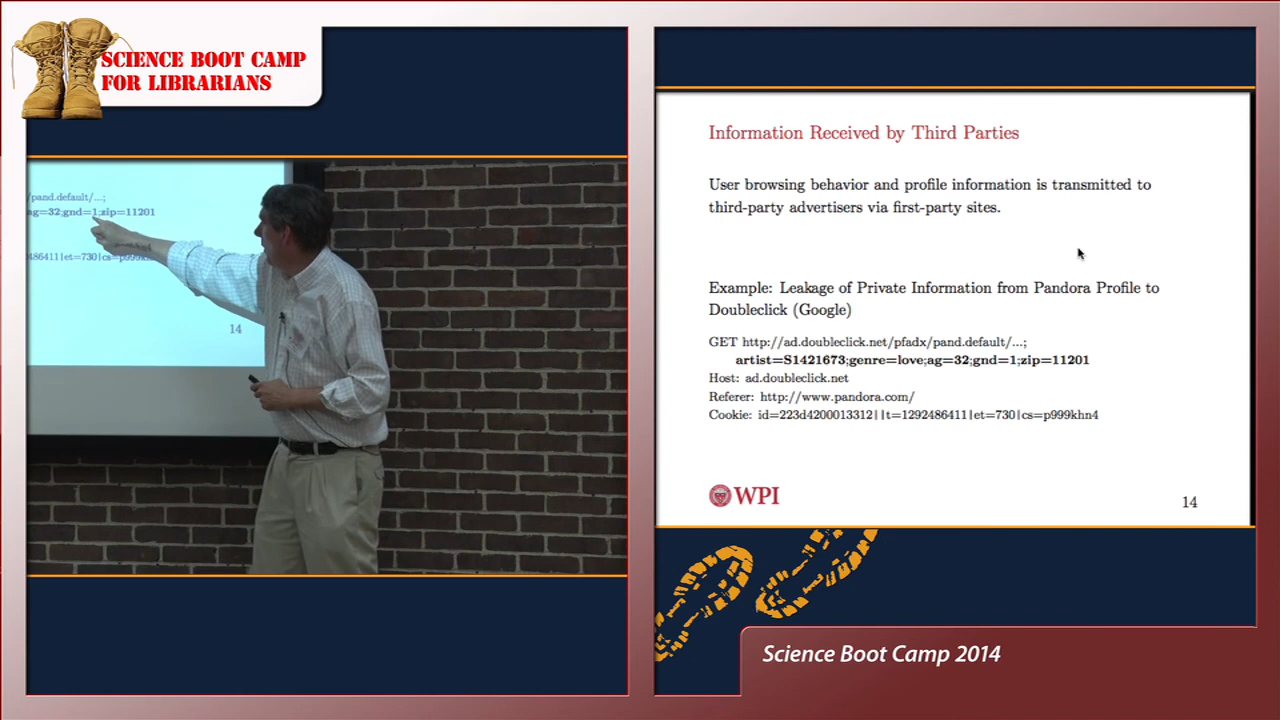 SCIENCE BOOT CAMP
FOR LIBRARIANS
/pand.default/...;
ag=32;gnd=1;zip=11201
486411|et=730|cs=p999kh
14
Information Received by Third Parties
User browsing behavior and profile information is transmitted to
third-party advertisers via first-party sites.
Example: Leakage of Private Information from Pandora Profile to
Doubleclick (Google)
GET http://ad.doubleclick.net/pfadx/pand.default/...;
artist=S1421673;genre=love;ag=32;gnd=1;zip=11201
Host: ad.doubleclick.net
Referer: http://www.pandora.com/
Cookie: id=223d4200013312||t=1292486411|et=730|cs=p999khn4
WPI
14
Science Boot Camp 2014